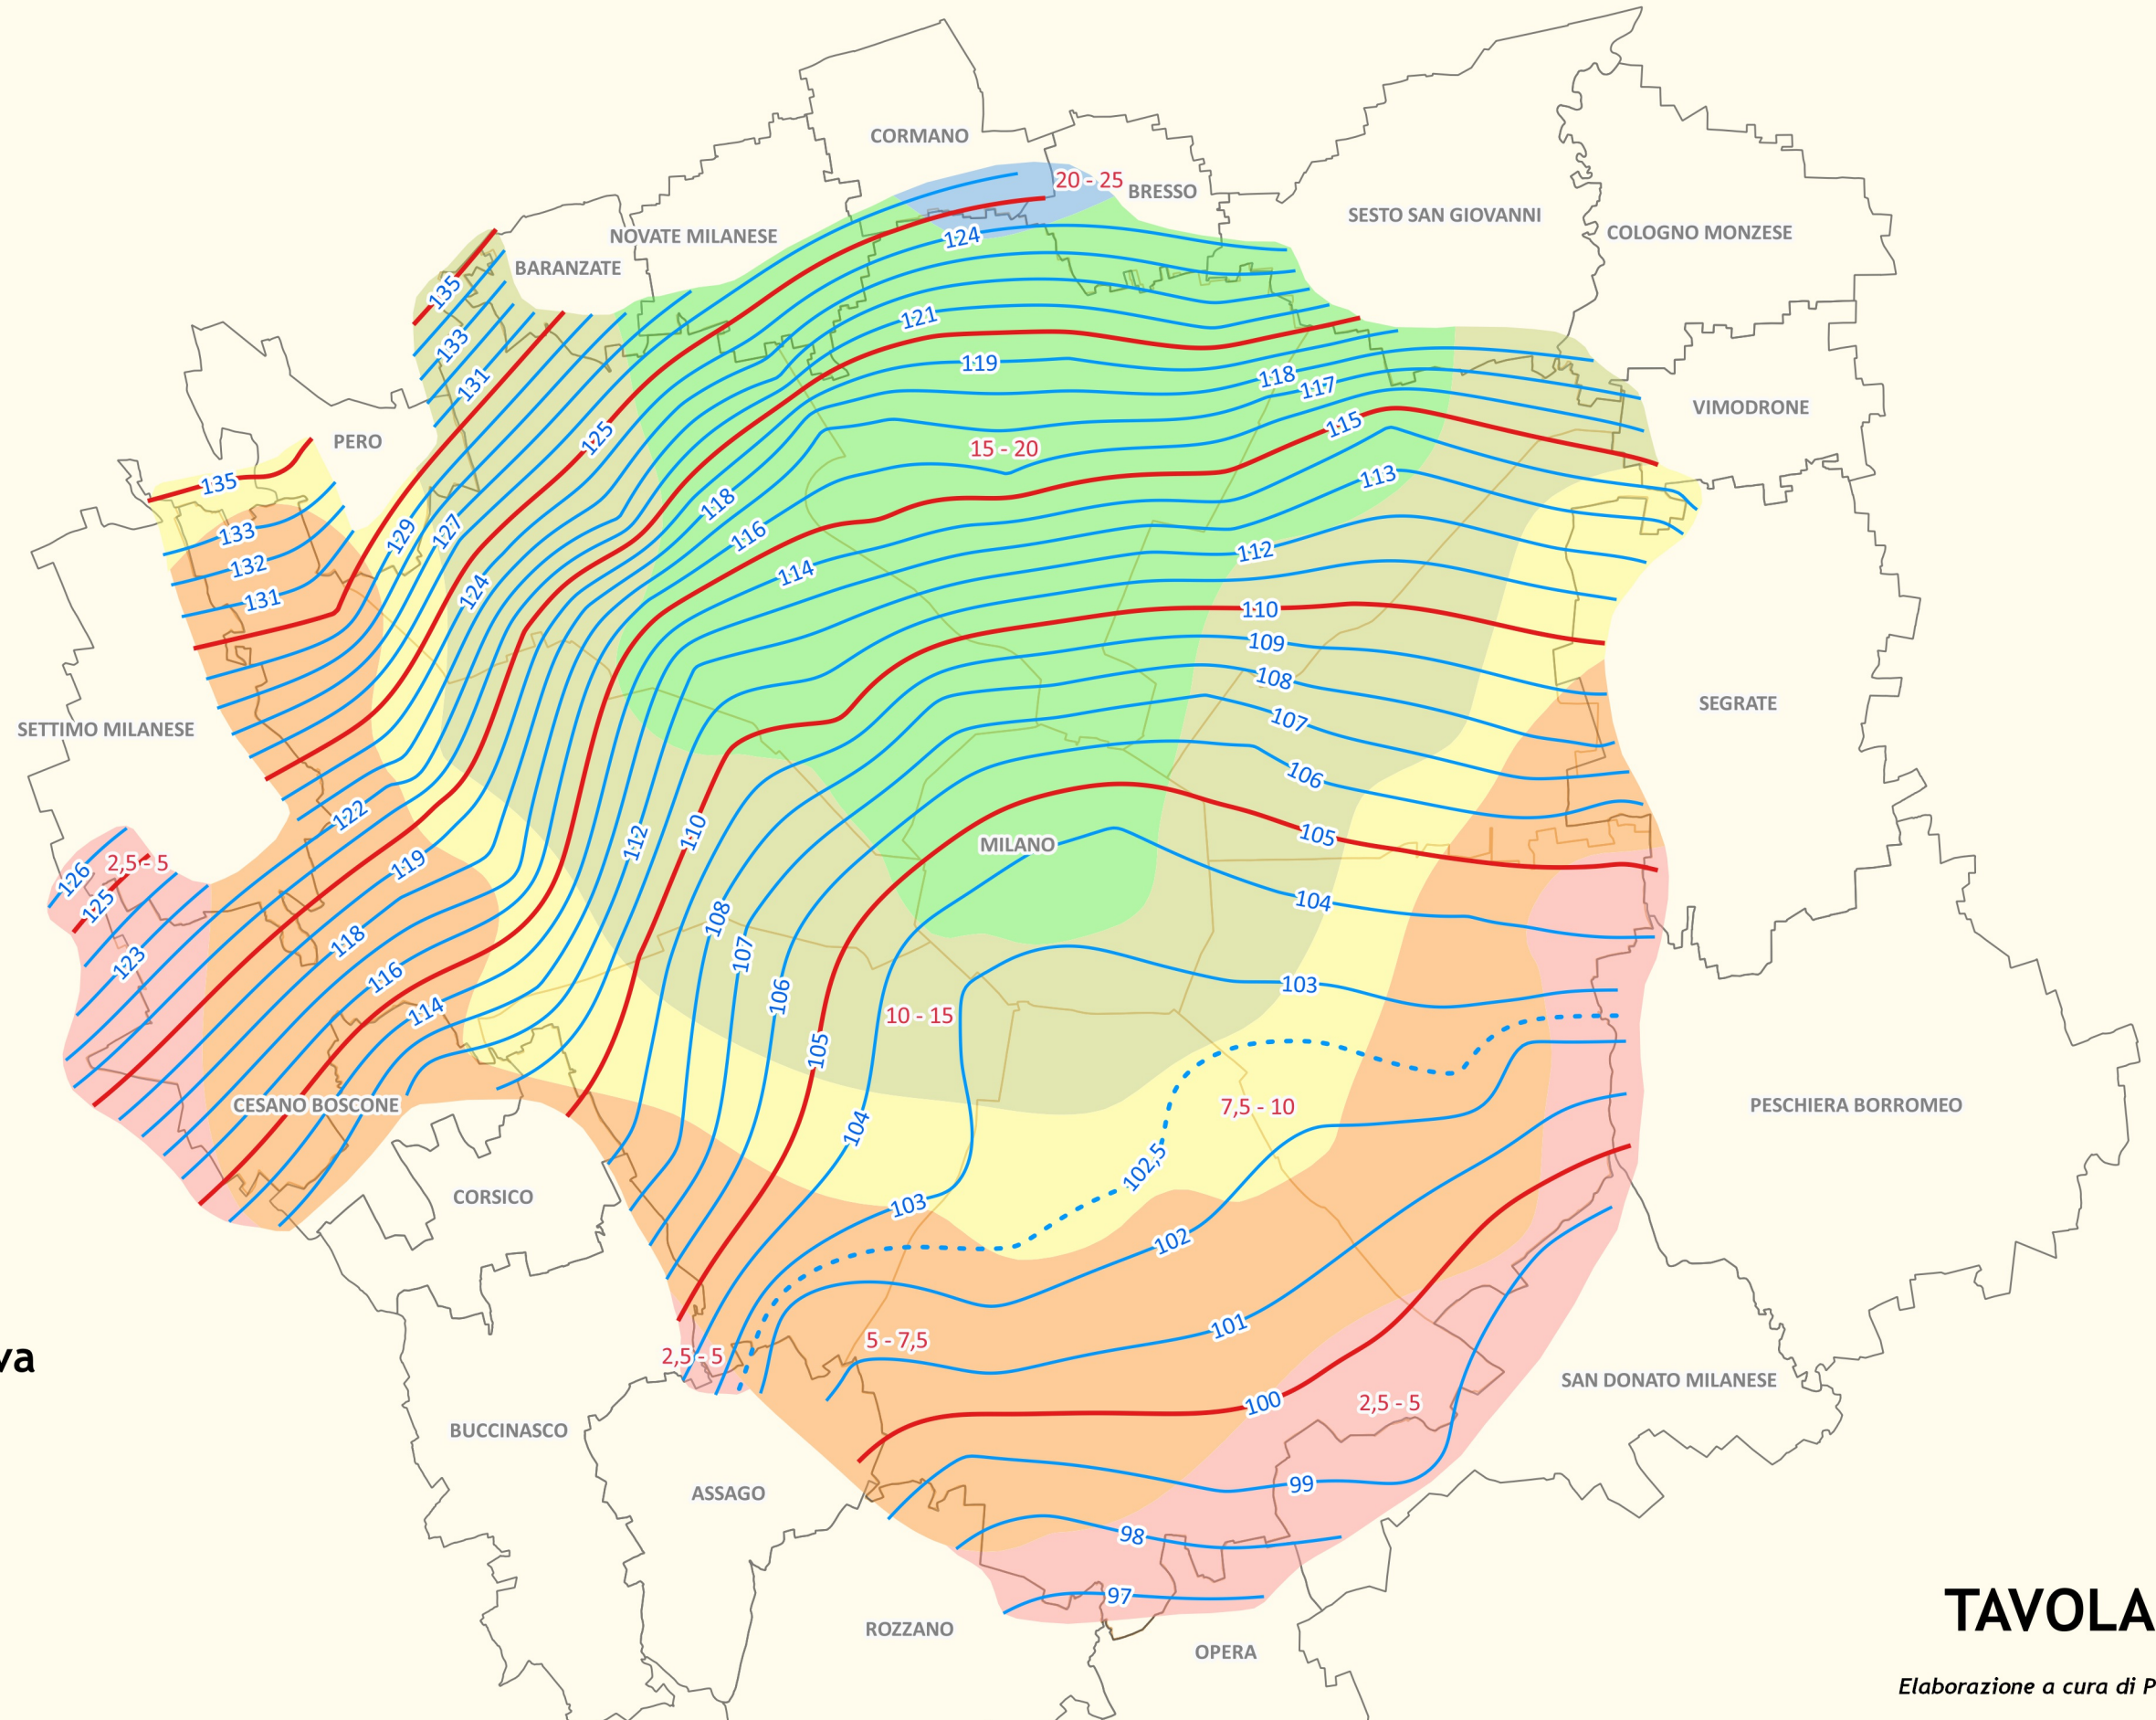 CORMANO
20 - 25
BRESSO
SESTO SAN GIOVANNI
COLOGNO MONZESE
NOVATE MILANESE
124
BARANZATE
135
121
133
119
118
117
131
VIMODRONE
115
PERO
125
15 - 20
113
135
118
133
129
127
116
112
132
114
124
131
110
109
108
SEGRATE
107
SETTIMO MILANESE
106
122
112
110
105
MILANO
2,5 - 5
119
126
104
125
108
118
107
123
116
103
106
114
10 - 15
105
CESANO BOSCONE
7,5 - 10
PESCHIERA BORROMEO
104
102,5
CORSICO
103
102
101
5 - 7,5
2,5 - 5
va
SAN DONATO MILANESE
100
2,5 - 5
BUCCINASCO
99
ASSAGO
98
97
TAVOLA
ROZZANO
OPERA
Elaborazione a cura di P